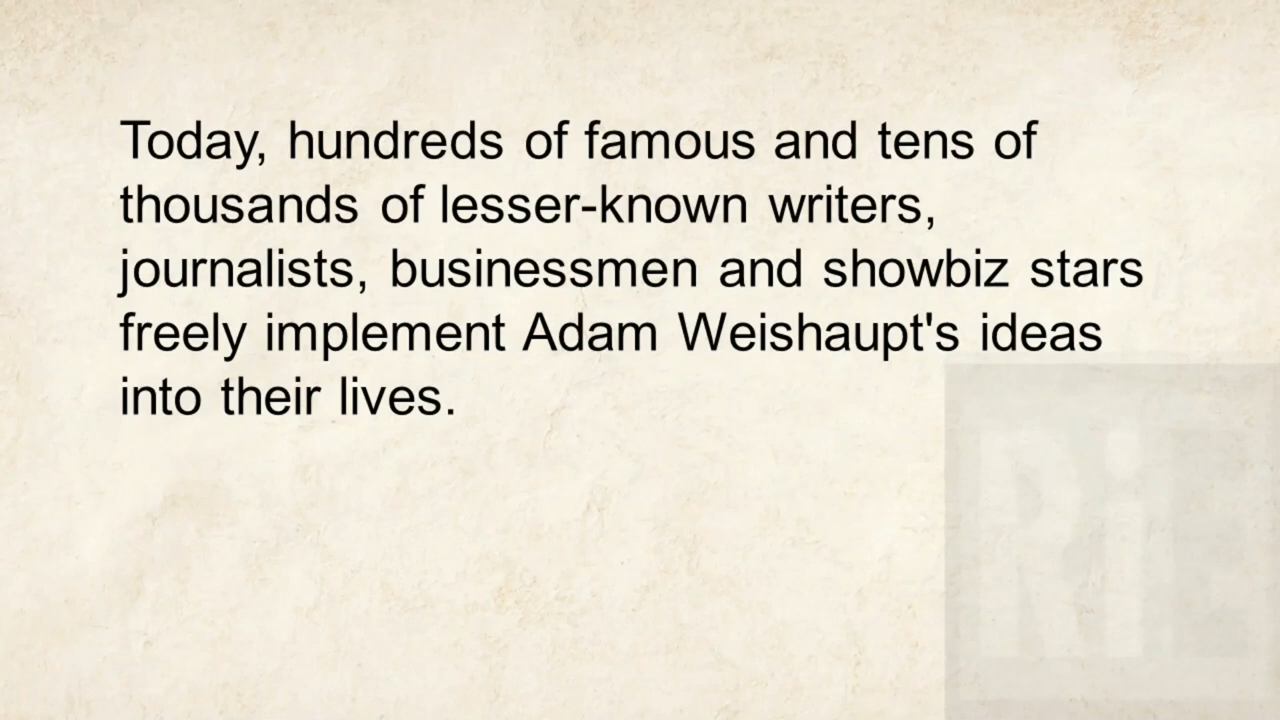 Today, hundreds of famous and tens of
thousands of lesser-known writers,
journalists, businessmen and showbiz stars
freely implement Adam Weishaupt's ideas
into their lives.